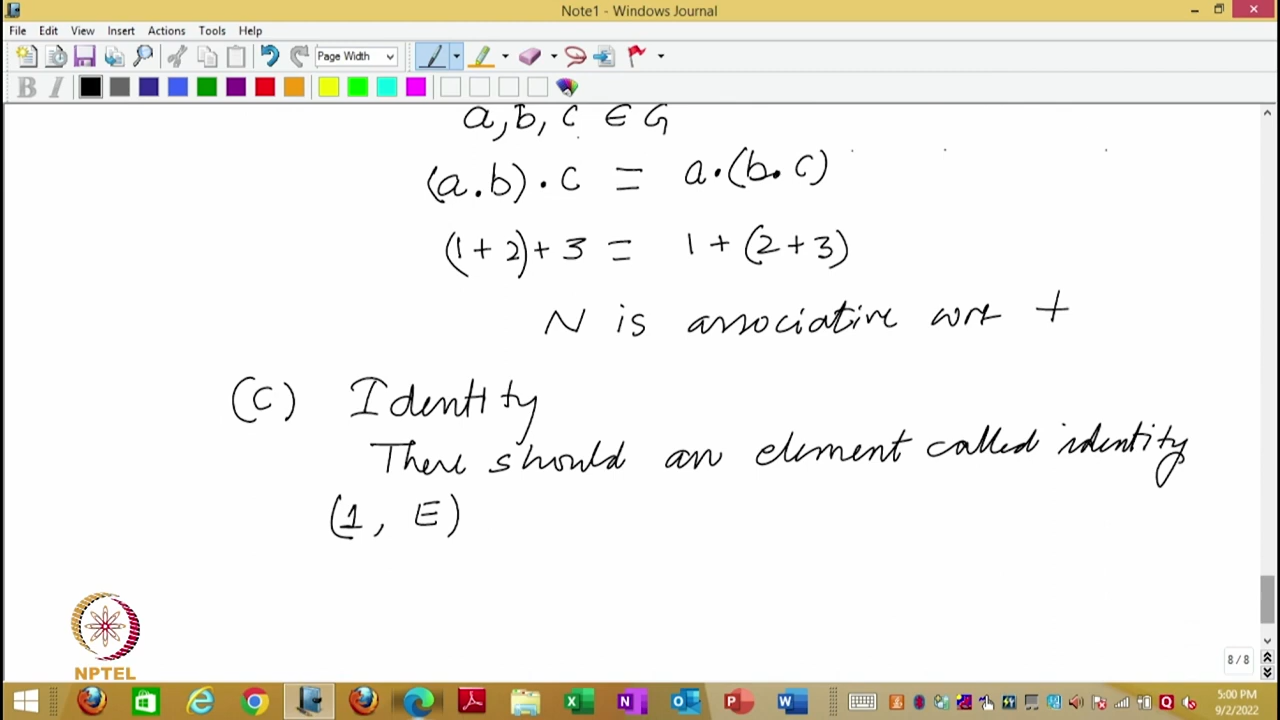 Note1 - Windows Journal
File Edit View Insert Actions Tools Help
Page Width
B I
a, b, c ∈ G
(a.b) . c = a.(b.c)
(1 + 2) + 3 = 1 + (2 + 3)
N is associative wrt +
(C) Identity
There should an element called identity
(1, E)
NPTEL
8/8
5:00 PM
9/2/2022